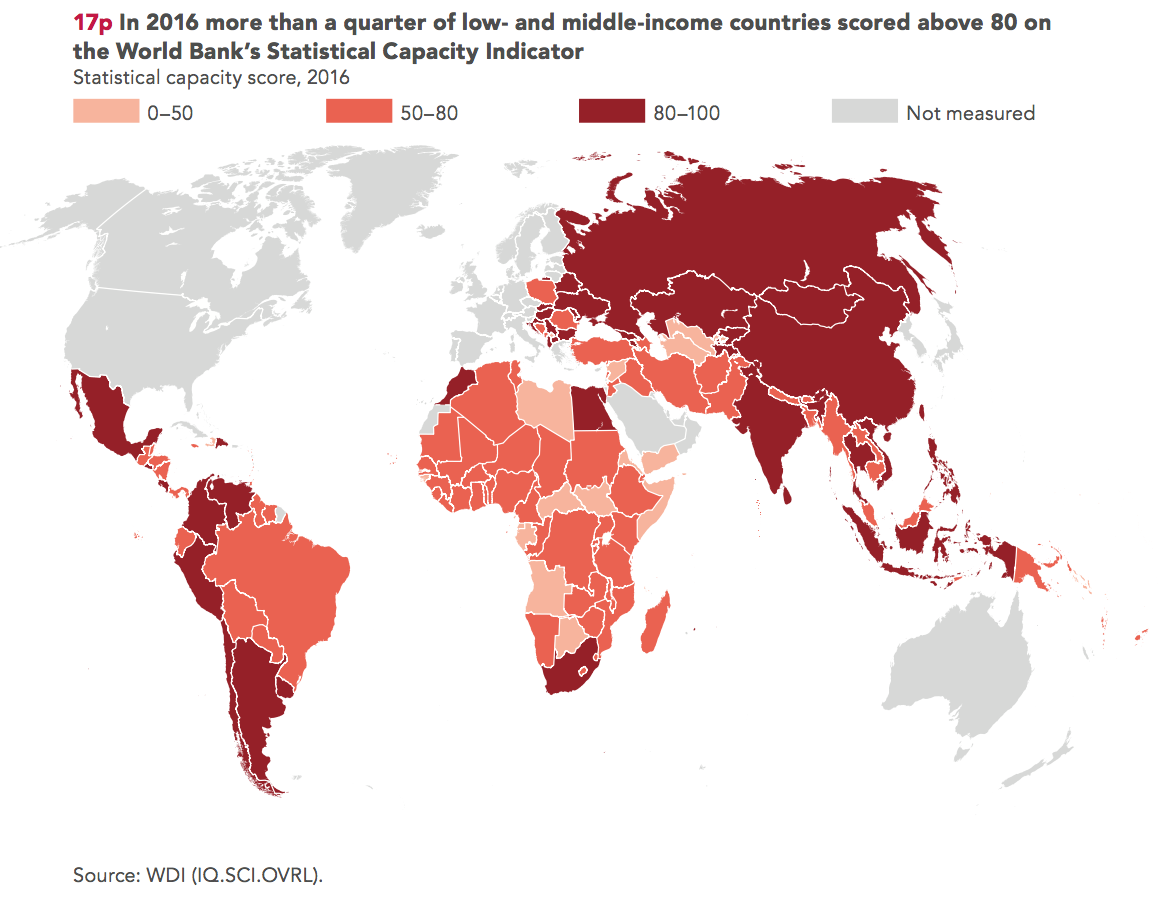 17p In 2016 more than a quarter of low- and middle-income countries scored above 80 on
the World Bank’s Statistical Capacity Indicator
Statistical capacity score, 2016
0–50 50–80 80–100 Not measured
Source: WDI (IQ.SCI.OVRL).